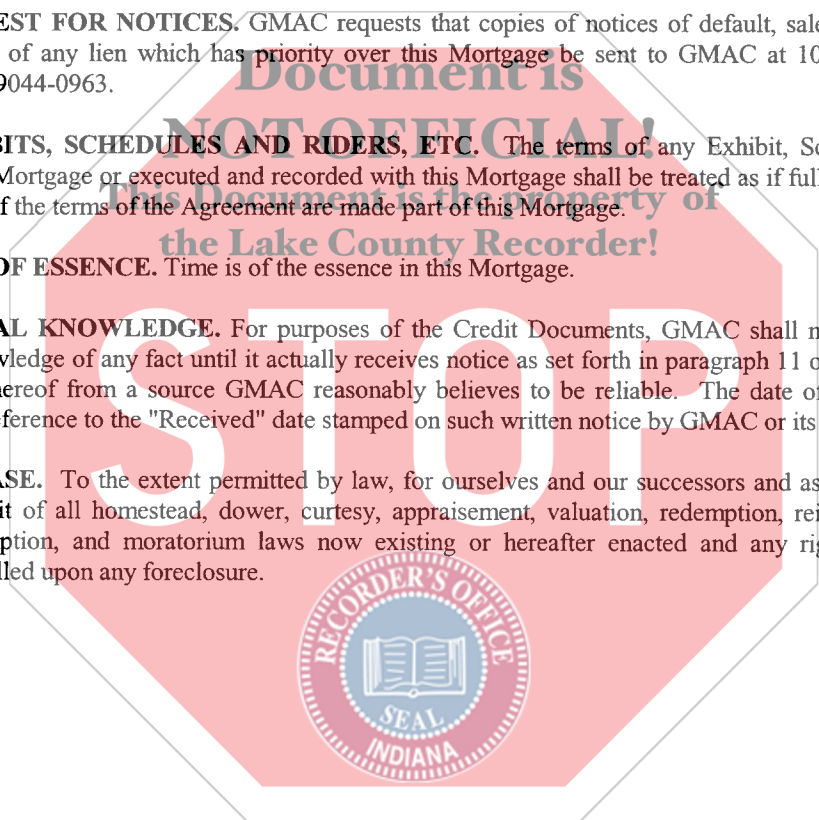 EST FOR NOTICES. GMAC requests that copies of notices of default, sale
of any lien which has priority over this Mortgage be sent to GMAC at 10
9044-0963.
Document is
NOT OFFICIAL!
BITS, SCHEDULES AND RIDERS, ETC. The terms of any Exhibit, Sc
Mortgage or executed and recorded with this Mortgage shall be treated as if full
This Document is the property of
f the terms of the Agreement are made part of this Mortgage.
the Lake County Recorder!
OF ESSENCE. Time is of the essence in this Mortgage.
AL KNOWLEDGE. For purposes of the Credit Documents, GMAC shall n
vledge of any fact until it actually receives notice as set forth in paragraph 11 o
ereof from a source GMAC reasonably believes to be reliable. The date of
ference to the "Received" date stamped on such written notice by GMAC or its
STOP
ASE. To the extent permitted by law, for ourselves and our successors and as
it of all homestead, dower, curtesy, appraisement, valuation, redemption, rei
ption, and moratorium laws now existing or hereafter enacted and any rig
lled upon any foreclosure.
RECORDER'S OFFICE
SEAL
INDIANA